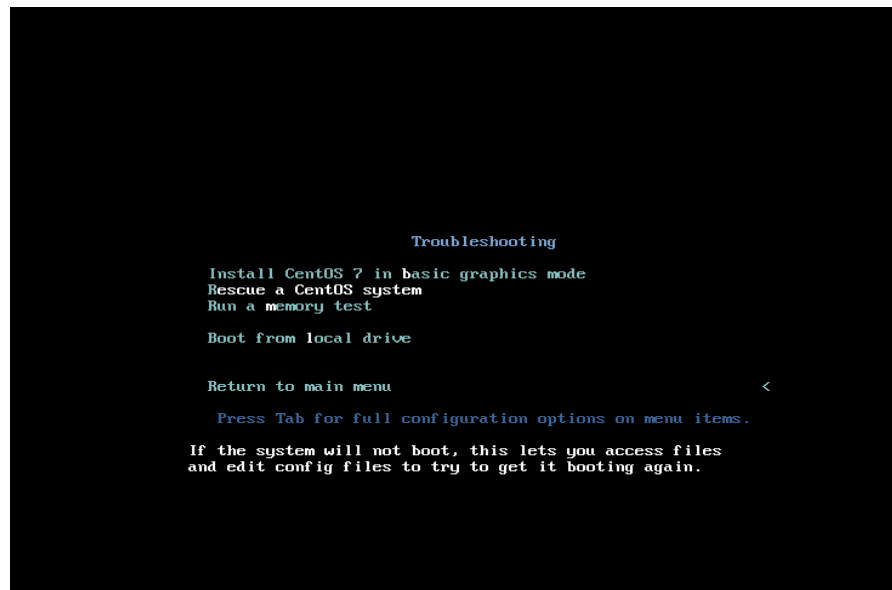 Troubleshooting
Install CentOS 7 in basic graphics mode
Rescue a CentOS system
Run a memory test
Boot from local drive
Return to main menu <
Press Tab for full configuration options on menu items.
If the system will not boot, this lets you access files
and edit config files to try to get it booting again.